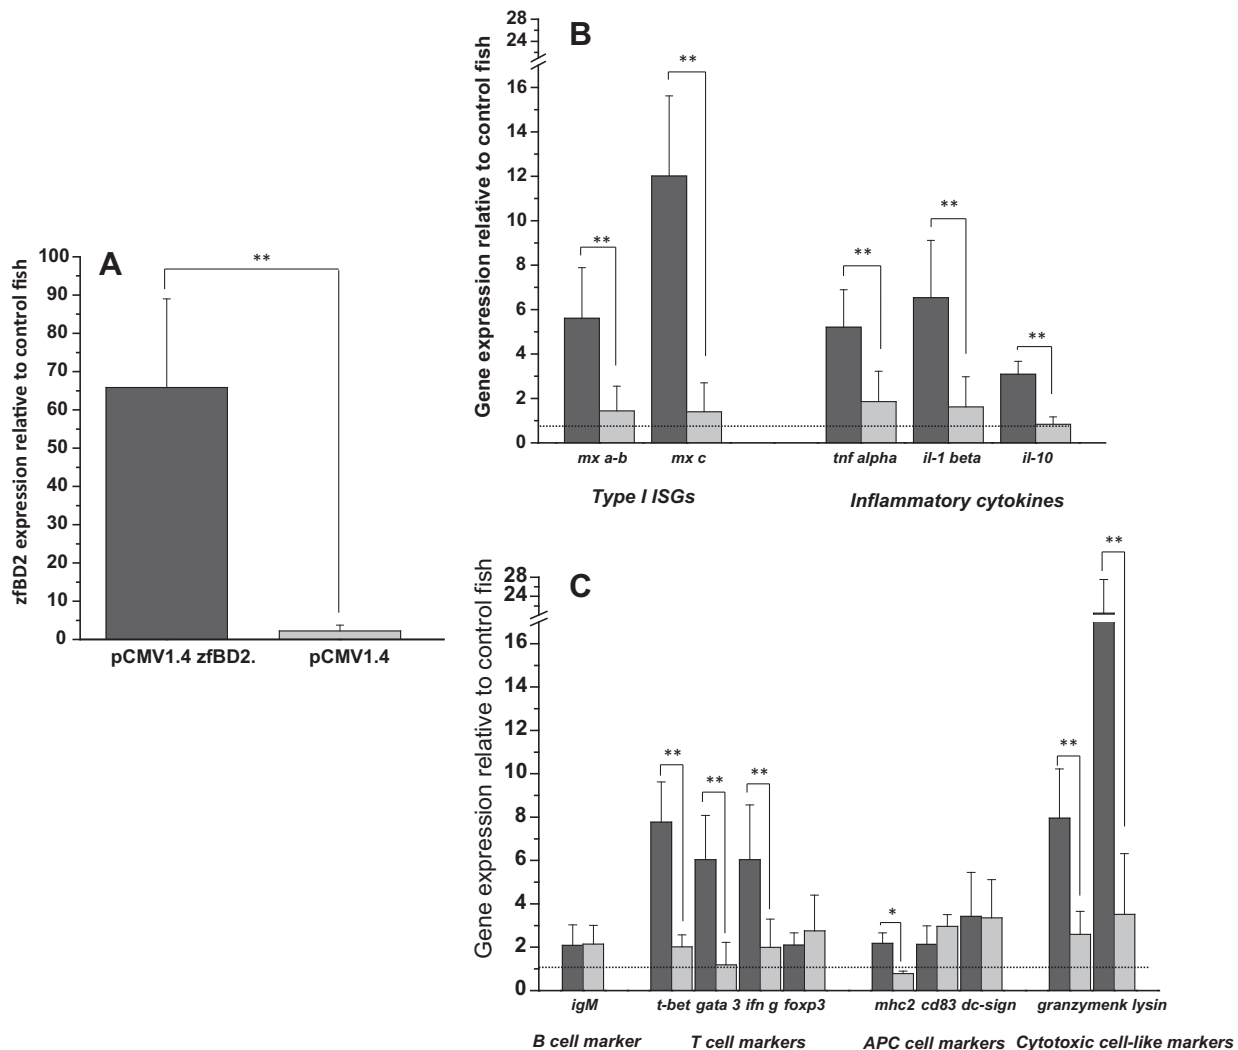 A
zfBD2 expression relative to control fish
100
90
80
70
60
50
40
30
20
10
0
**
pCMV1.4 zfBD2.
pCMV1.4
B
Gene expression relative to control fish
28
24
16
14
12
10
8
6
4
2
0
**
**
**
**
**
mx a-b
mx c
tnf alpha
il-1 beta
il-10
Type I ISGs
Inflammatory cytokines
C
Gene expression relative to control fish
28
24
16
14
12
10
8
6
4
2
0
**
**
**
*
**
**
igM
t-bet gata 3 ifn g foxp3
mhc2 cd83 dc-sign
granzymenk lysin
B cell marker
T cell markers
APC cell markers
Cytotoxic cell-like markers